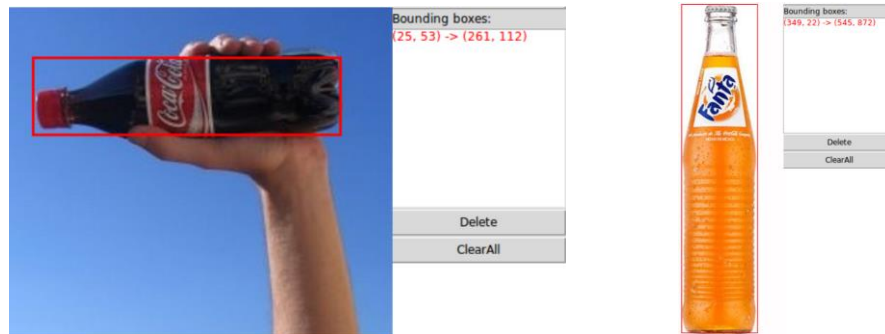 Bounding boxes:
(25, 53) -> (261, 112)
Coca-Cola
Delete
ClearAll
Bounding boxes:
(349, 22) -> (545, 872)
Fanta
Delete
ClearAll